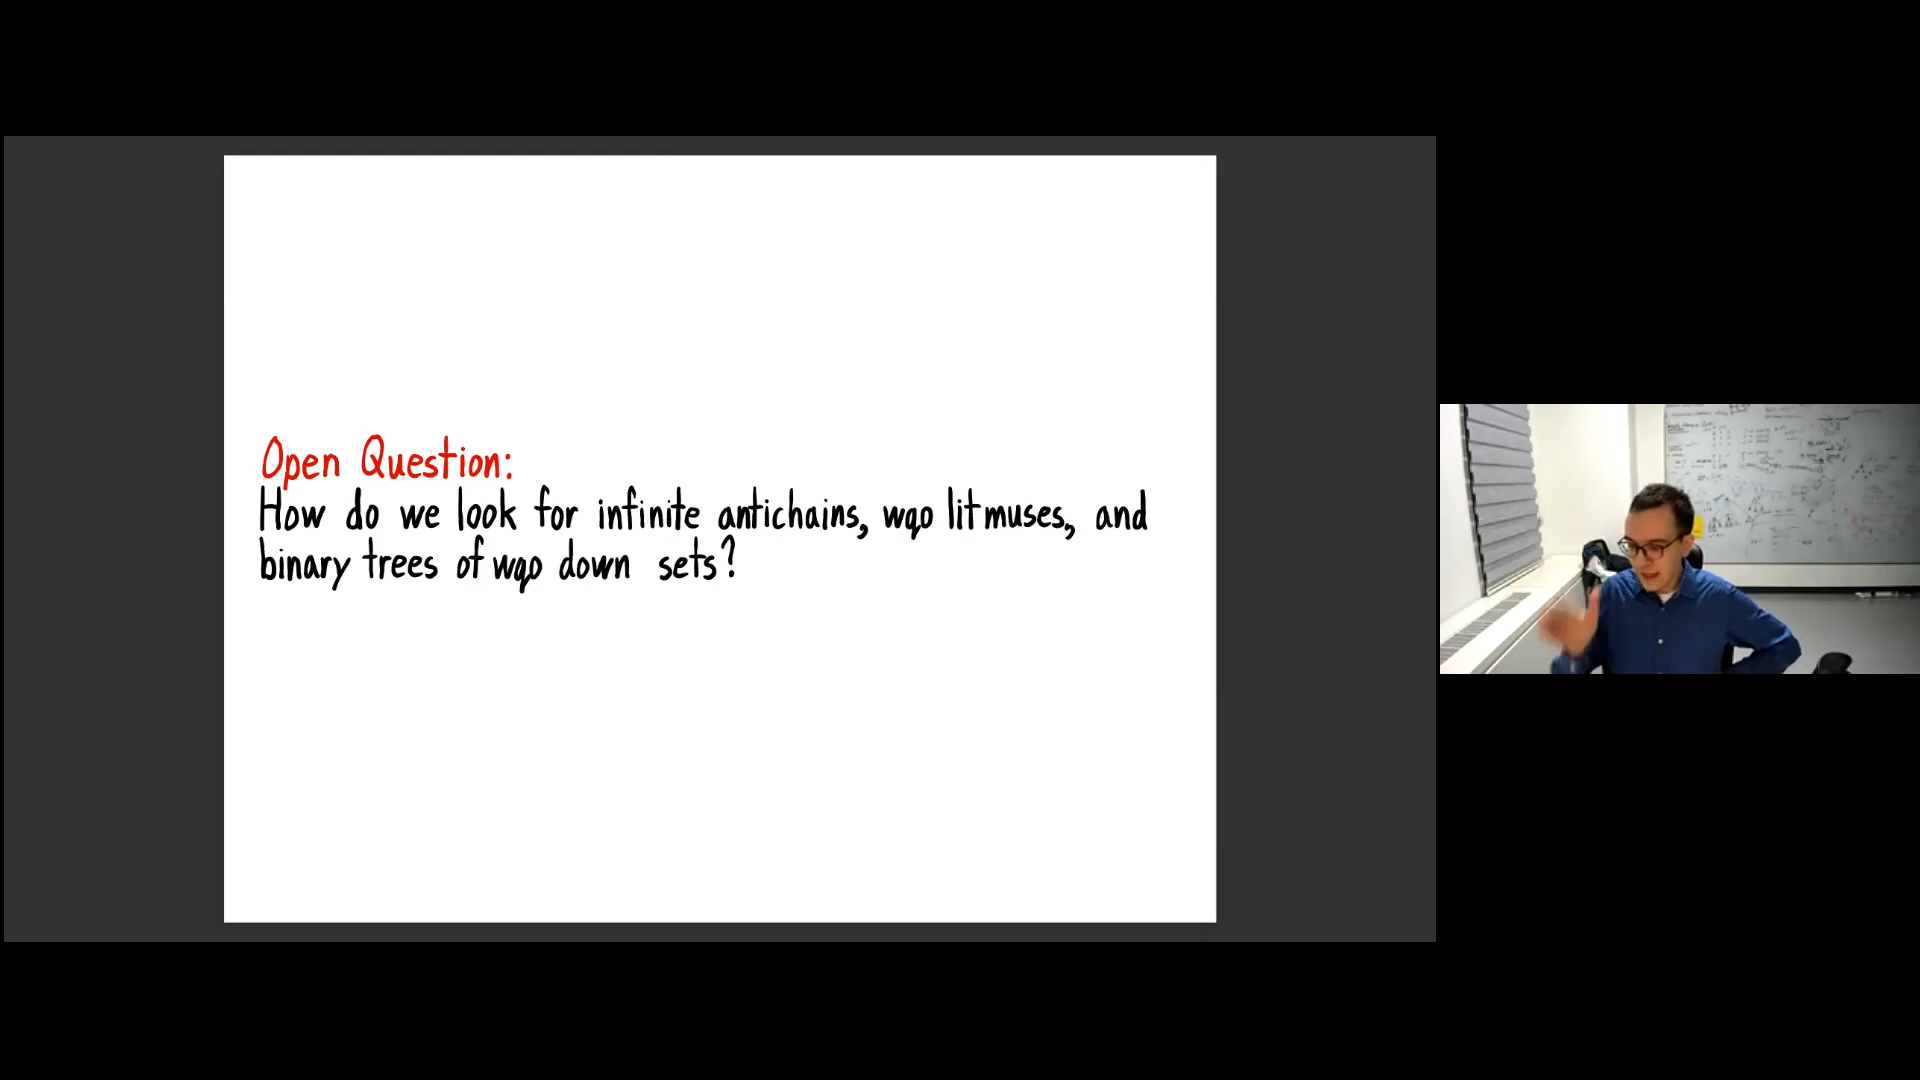 Open Question:
How do we look for infinite antichains, wqo litmuses, and
binary trees of wqo down sets?